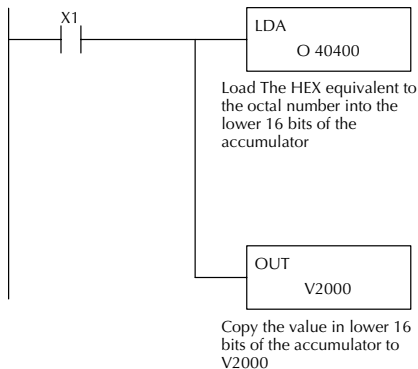 X1
LDA
O 40400
Load The HEX equivalent to
the octal number into the
lower 16 bits of the
accumulator
OUT
V2000
Copy the value in lower 16
bits of the accumulator to
V2000